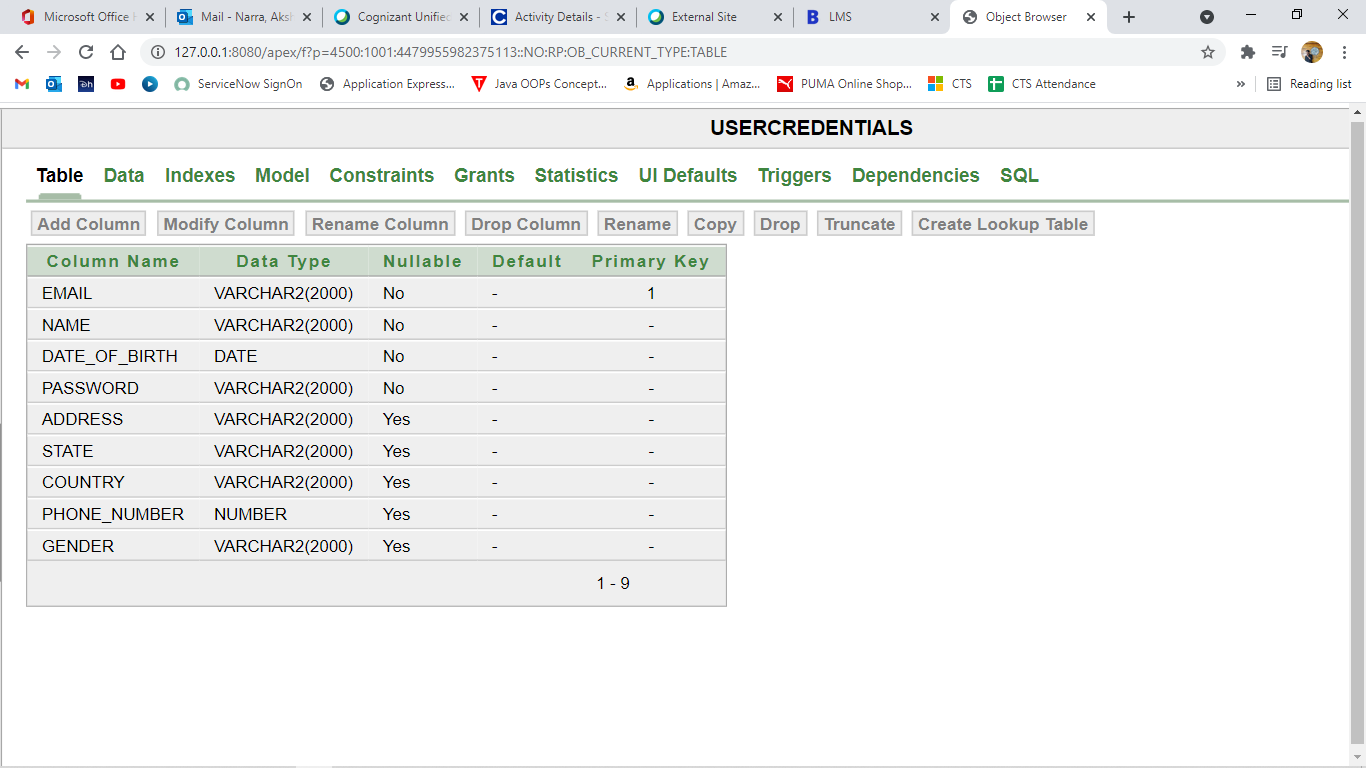 Microsoft Office H Mail - Narra, Aksh Cognizant Unified Activity Details - S External Site LMS Object Browser
127.0.0.1:8080/apex/f?p=4500:1001:4479955982375113::NO:RP:OB_CURRENT_TYPE:TABLE
ServiceNow SignOn Application Express... Java OOPs Concept... Applications | Amaz... PUMA Online Shop... CTS CTS Attendance » Reading list
USERCREDENTIALS
Table Data Indexes Model Constraints Grants Statistics UI Defaults Triggers Dependencies SQL
Add Column Modify Column Rename Column Drop Column Rename Copy Drop Truncate Create Lookup Table
Column Name Data Type Nullable Default Primary Key
EMAIL VARCHAR2(2000) No - 1
NAME VARCHAR2(2000) No - -
DATE_OF_BIRTH DATE No - -
PASSWORD VARCHAR2(2000) No - -
ADDRESS VARCHAR2(2000) Yes - -
STATE VARCHAR2(2000) Yes - -
COUNTRY VARCHAR2(2000) Yes - -
PHONE_NUMBER NUMBER Yes - -
GENDER VARCHAR2(2000) Yes - -
1 - 9